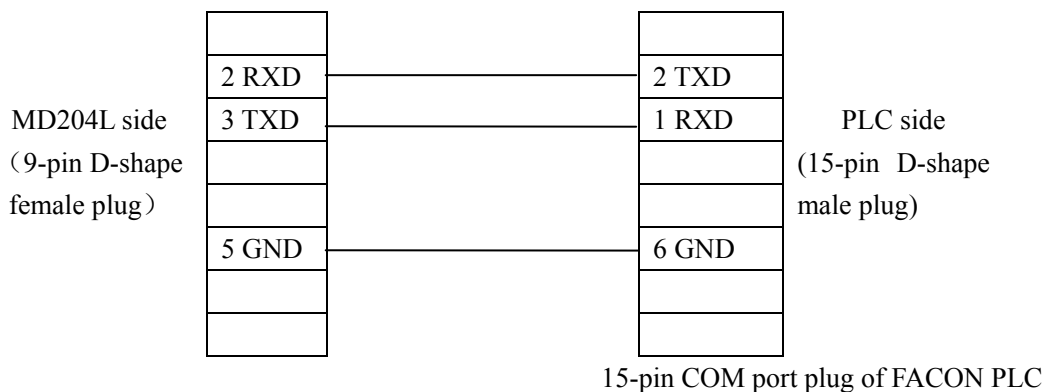 2 RXD 2 TXD
MD204L side 3 TXD 1 RXD PLC side
（9-pin D-shape (15-pin D-shape
female plug） male plug)
5 GND 6 GND
15-pin COM port plug of FACON PLC